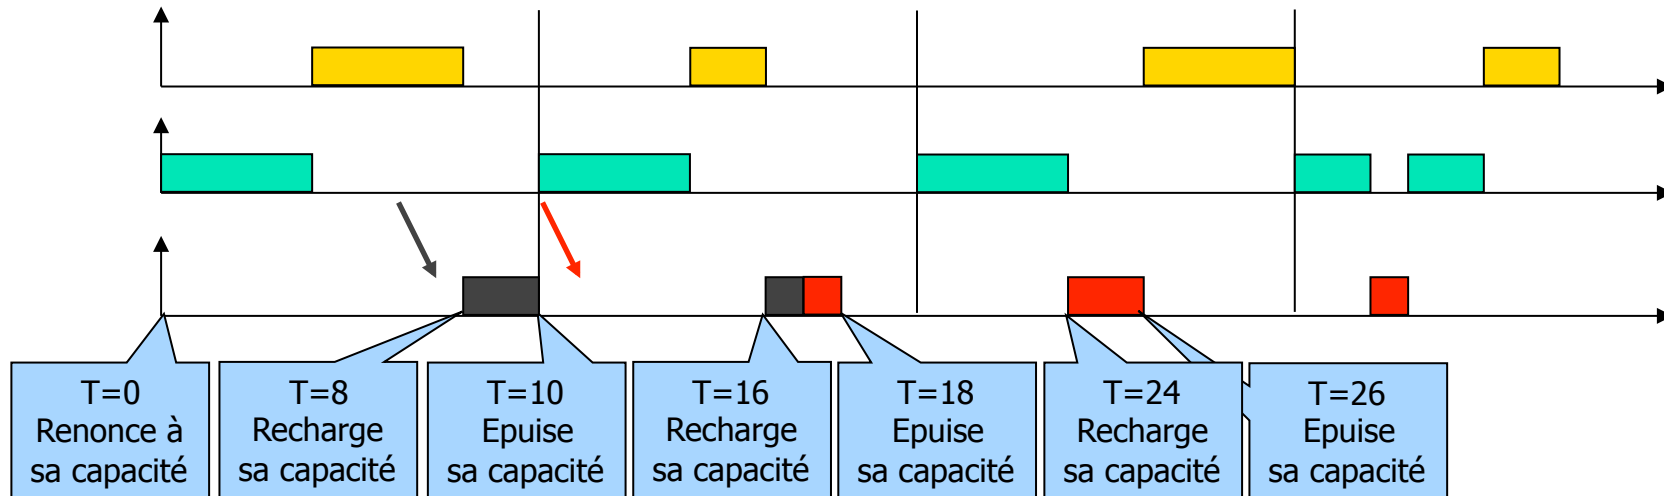 T=0
Renonce à
sa capacité
T=8
Recharge
sa capacité
T=10
Epuise
sa capacité
T=16
Recharge
sa capacité
T=18
Epuise
sa capacité
T=24
Recharge
sa capacité
T=26
Epuise
sa capacité